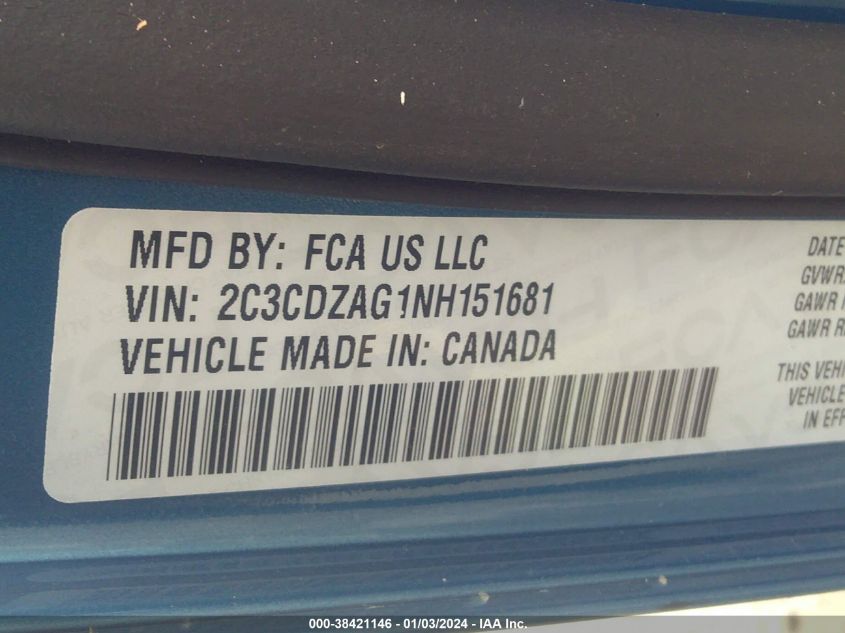 MFD BY: FCA US LLC
VIN: 2C3CDZAG1NH151681
VEHICLE MADE IN: CANADA
DATE
GVWR
GAWR
GAWR R
THIS VEHI
VEHICLE
IN EFF
000-38421146 - 01/03/2024 - IAA Inc.